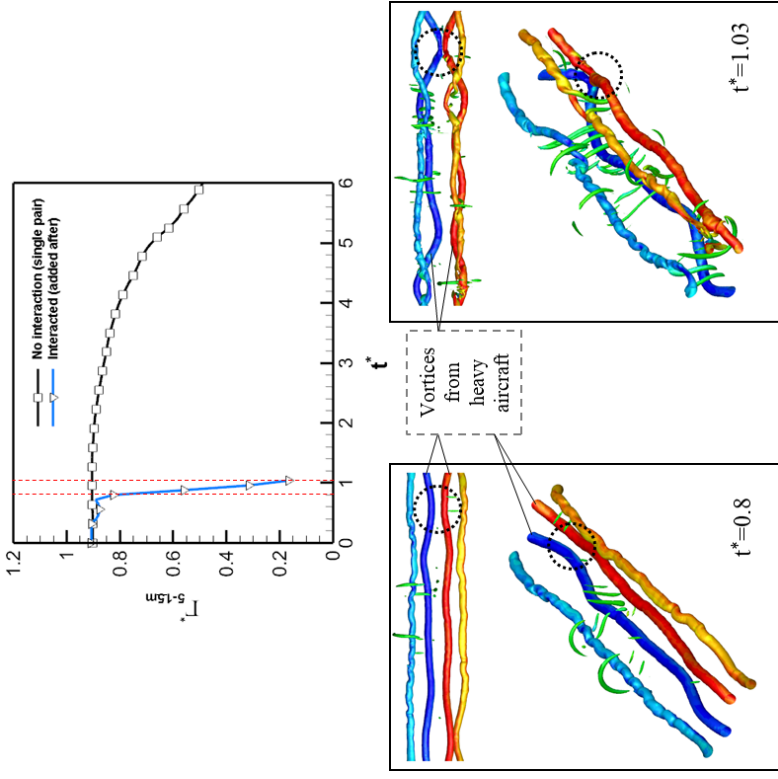 1.2
1
0.8
0.6
0.4
0.2
0
Γ*
5-15m
No interaction (single pair)
Interacted (added after)
0 1 2 3 4 5 6
t*
Vortices
from
heavy
aircraft
t*=0.8
t*=1.03